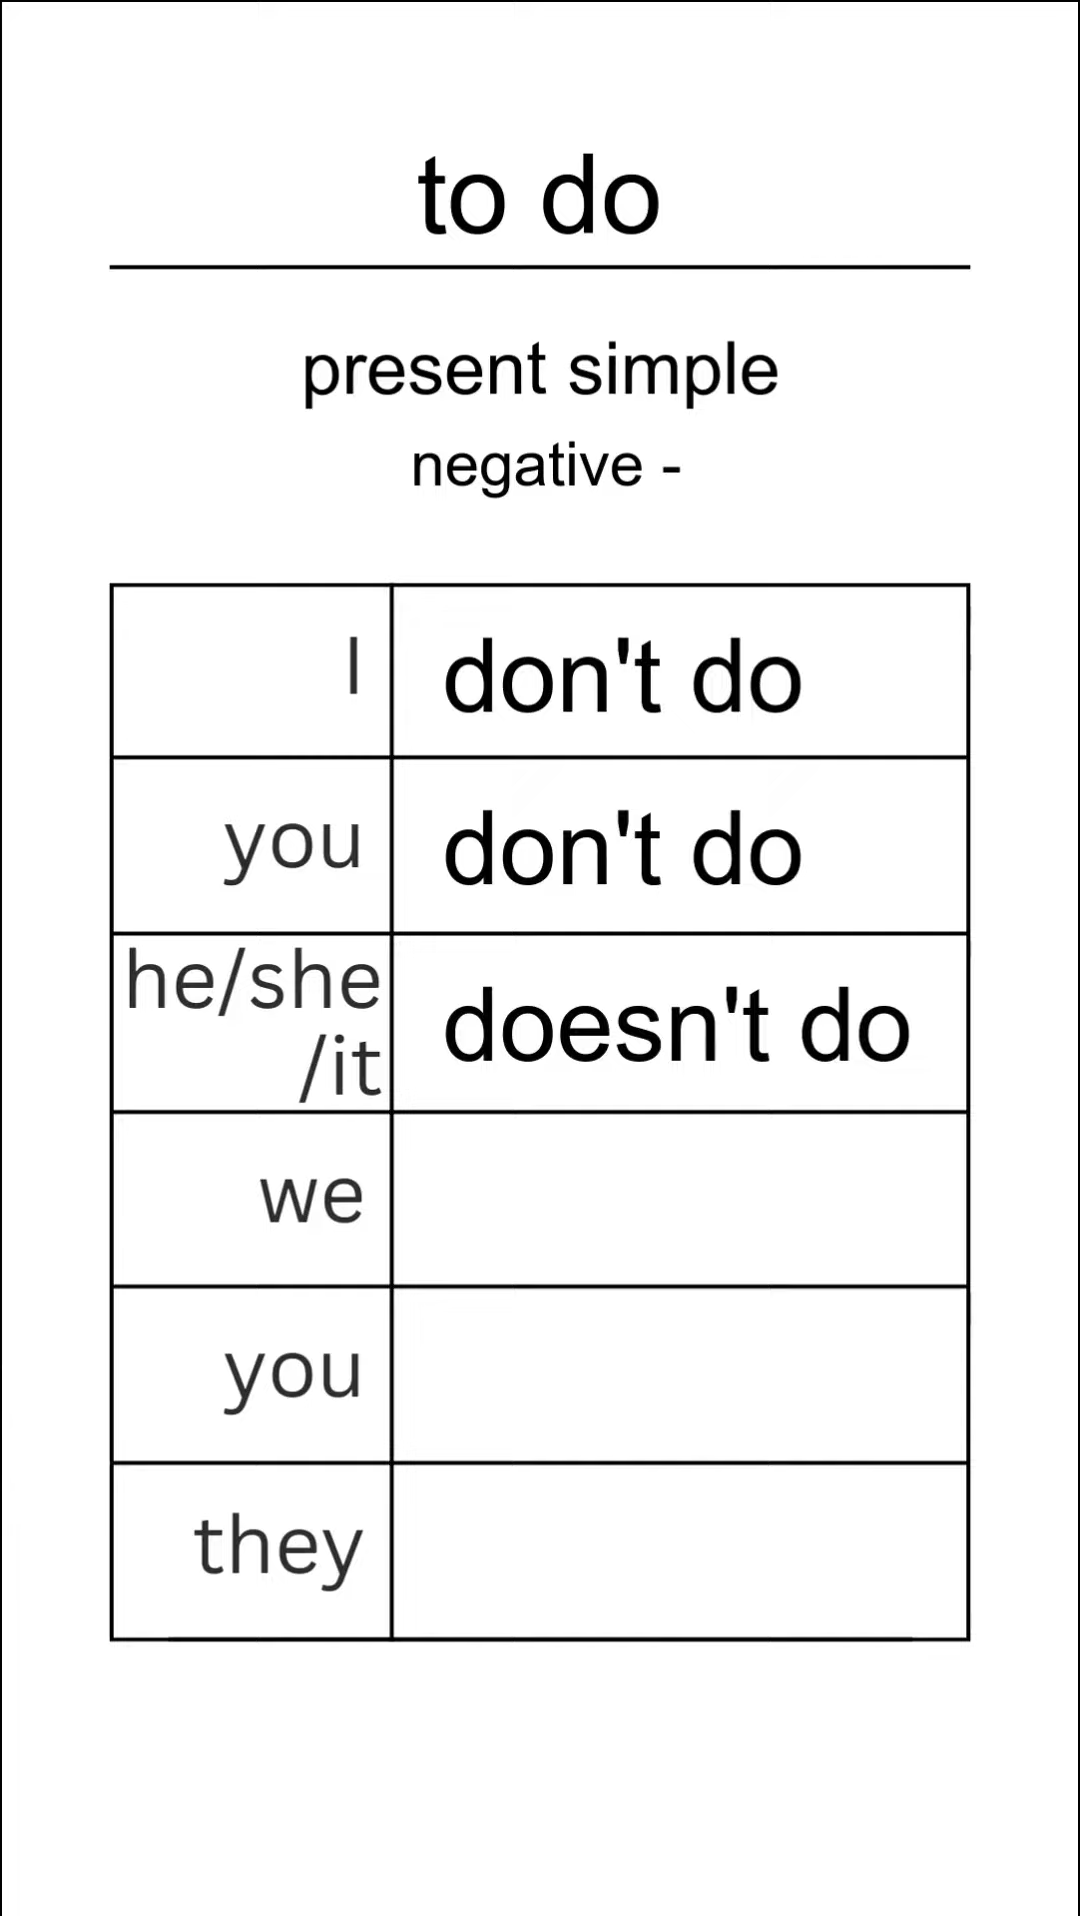 to do
present simple
negative -
I don't do
you don't do
he/she
/it doesn't do
we
you
they